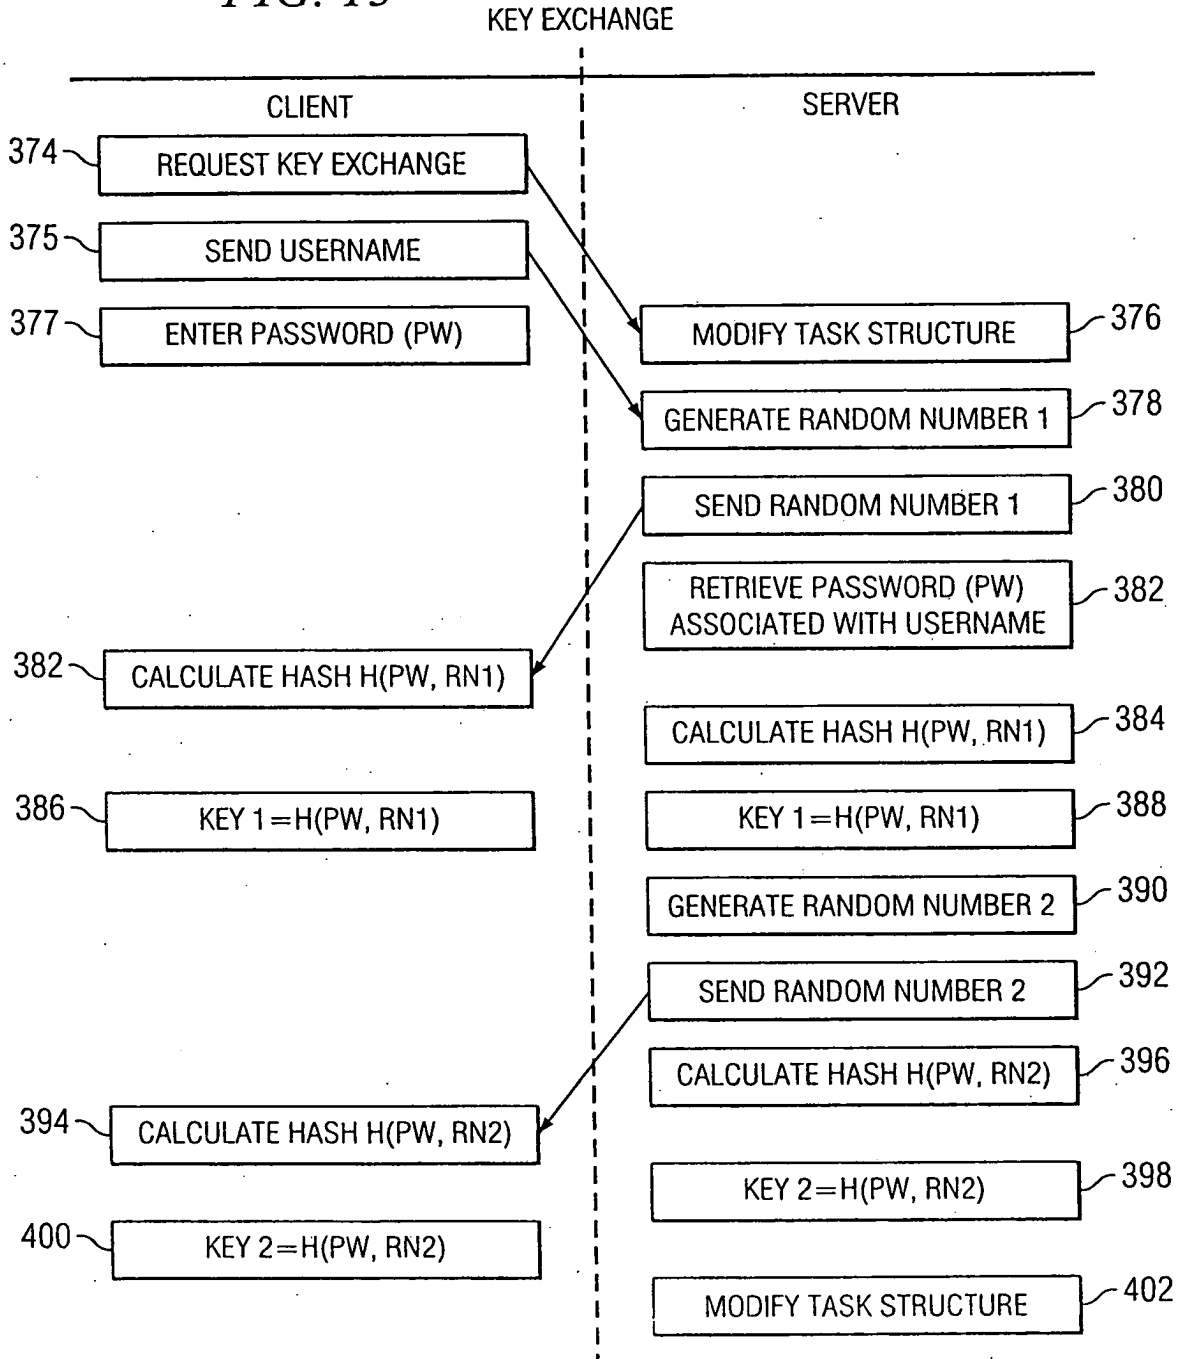 KEY EXCHANGE
CLIENT
SERVER
374
REQUEST KEY EXCHANGE
375
SEND USERNAME
377
ENTER PASSWORD (PW)
MODIFY TASK STRUCTURE
376
GENERATE RANDOM NUMBER 1
378
SEND RANDOM NUMBER 1
380
RETRIEVE PASSWORD (PW)
ASSOCIATED WITH USERNAME
382
382
CALCULATE HASH H(PW, RN1)
CALCULATE HASH H(PW, RN1)
384
386
KEY 1=H(PW, RN1)
KEY 1=H(PW, RN1)
388
GENERATE RANDOM NUMBER 2
390
SEND RANDOM NUMBER 2
392
CALCULATE HASH H(PW, RN2)
396
394
CALCULATE HASH H(PW, RN2)
KEY 2=H(PW, RN2)
398
400
KEY 2=H(PW, RN2)
MODIFY TASK STRUCTURE
402